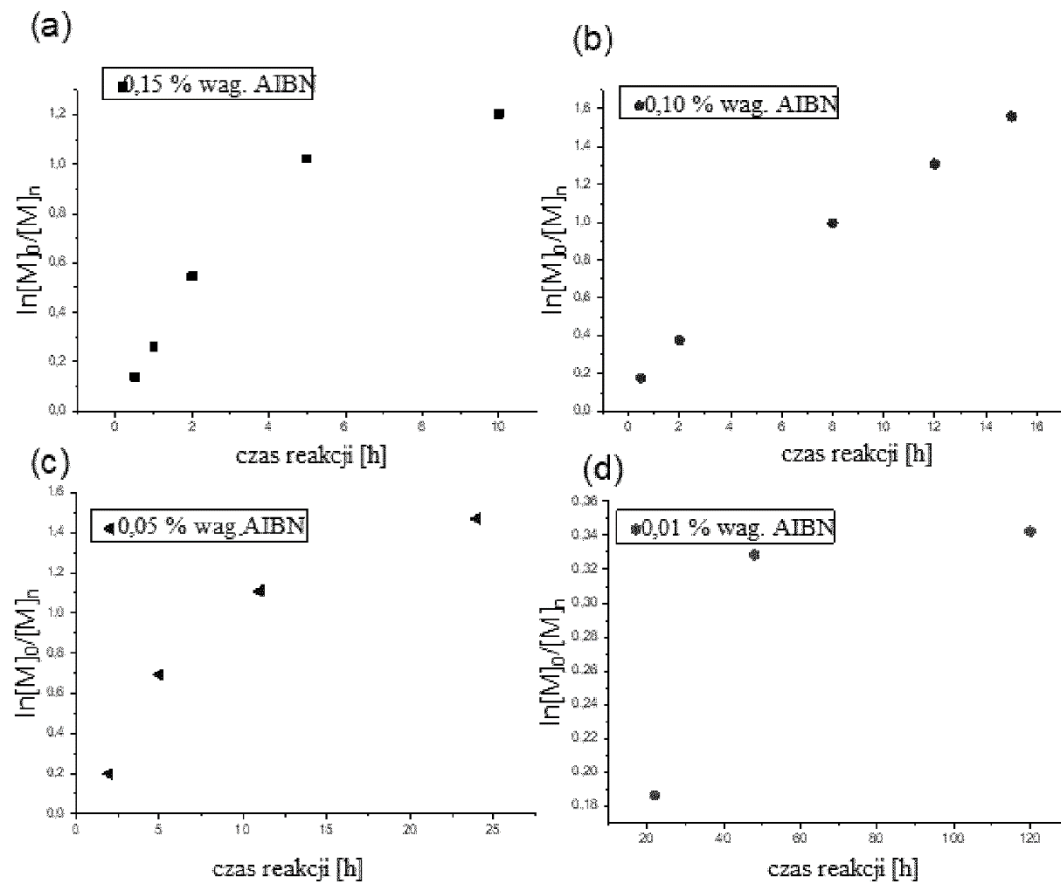 (a)
0,15 % wag. AIBN
1,2
1,0
0,8
0,6
0,4
0,2
0,0
ln[M]0/[M]n
0 2 4 6 8 10
czas reakcji [h]
(b)
0,10 % wag. AIBN
1,6
1,4
1,2
1,0
0,8
0,6
0,4
0,2
0,0
ln[M]0/[M]n
0 2 4 6 8 10 12 14 16
czas reakcji [h]
(c)
0,05 % wag. AIBN
1,6
1,4
1,2
1,0
0,8
0,6
0,4
0,2
0,0
ln[M]0/[M]n
0 5 10 15 20 25
czas reakcji [h]
(d)
0,01 % wag. AIBN
0.36
0.34
0.32
0.30
0.28
0.26
0.24
0.22
0.20
0.18
ln[M]0/[M]n
20 40 60 80 100 120
czas reakcji [h]